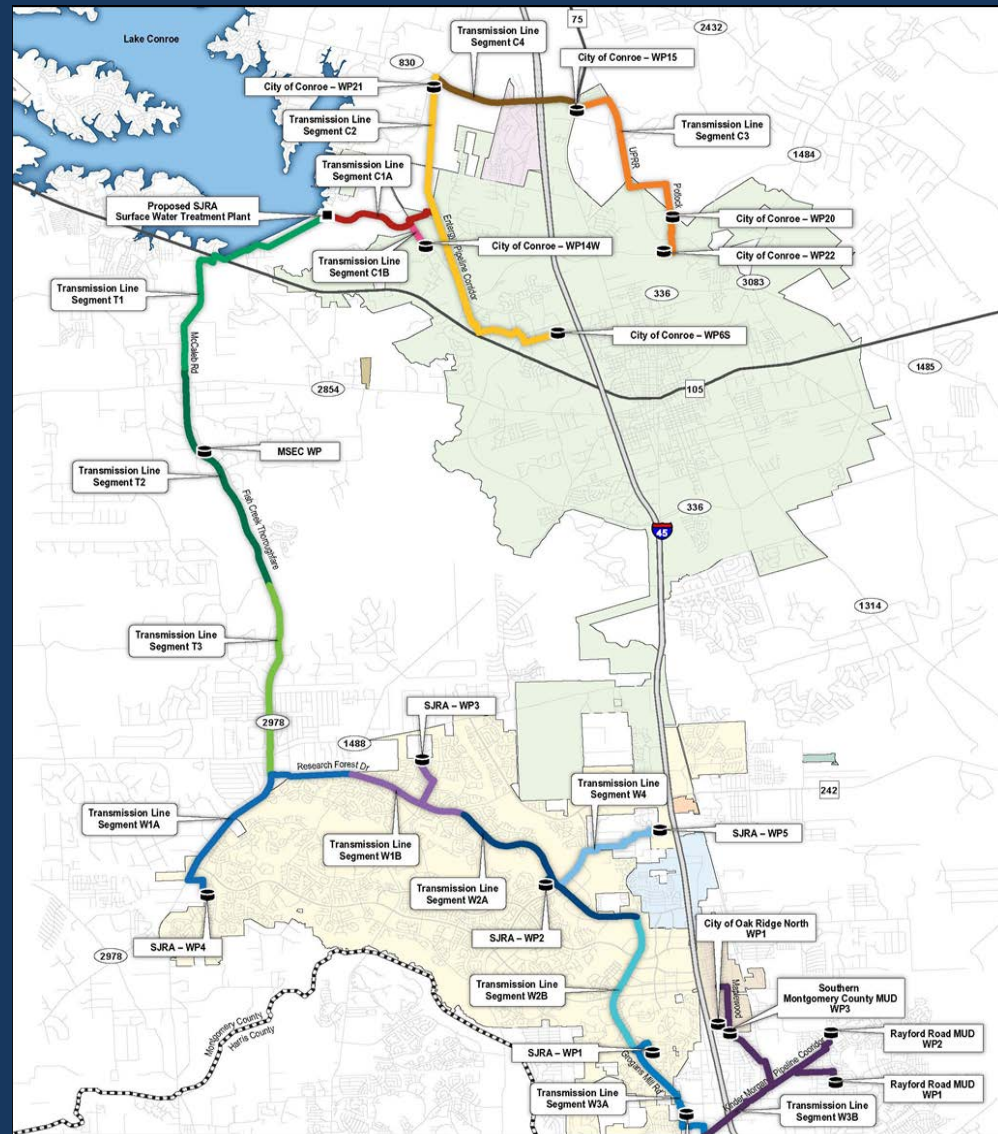 75
2432
Lake Conroe
Transmission Line
Segment C4
City of Conroe – WP15
830
City of Conroe – WP21
Transmission Line
Segment C2
Transmission Line
Segment C3
UPRR
1484
Transmission Line
Segment C1A
Potlock
Proposed SJRA
Surface Water Treatment Plant
City of Conroe – WP20
Entergy Pipeline Corridor
City of Conroe – WP14W
City of Conroe – WP22
Transmission Line
Segment C1B
3083
Transmission Line
Segment T1
336
McCaleb Rd
City of Conroe – WP6S
1485
2854
105
MSEC WP
Transmission Line
Segment T2
Fish Creek Thoroughfare
336
45
1314
Transmission Line
Segment T3
SJRA – WP3
2978
1488
Research Forest Dr
Transmission Line
Segment W4
242
Transmission Line
Segment W1A
SJRA – WP5
Transmission Line
Segment W1B
Transmission Line
Segment W2A
City of Oak Ridge North
WP1
SJRA – WP4
SJRA – WP2
2978
Transmission Line
Segment W2B
Maplewood
Southern
Montgomery County MUD
WP3
Montgomery County
Harris County
Rayford Road MUD
WP2
SJRA – WP1
Grogans Mill Rd
Kinder Morgan Pipeline Cooridor
Rayford Road MUD
WP1
Transmission Line
Segment W3A
Transmission Line
Segment W3B